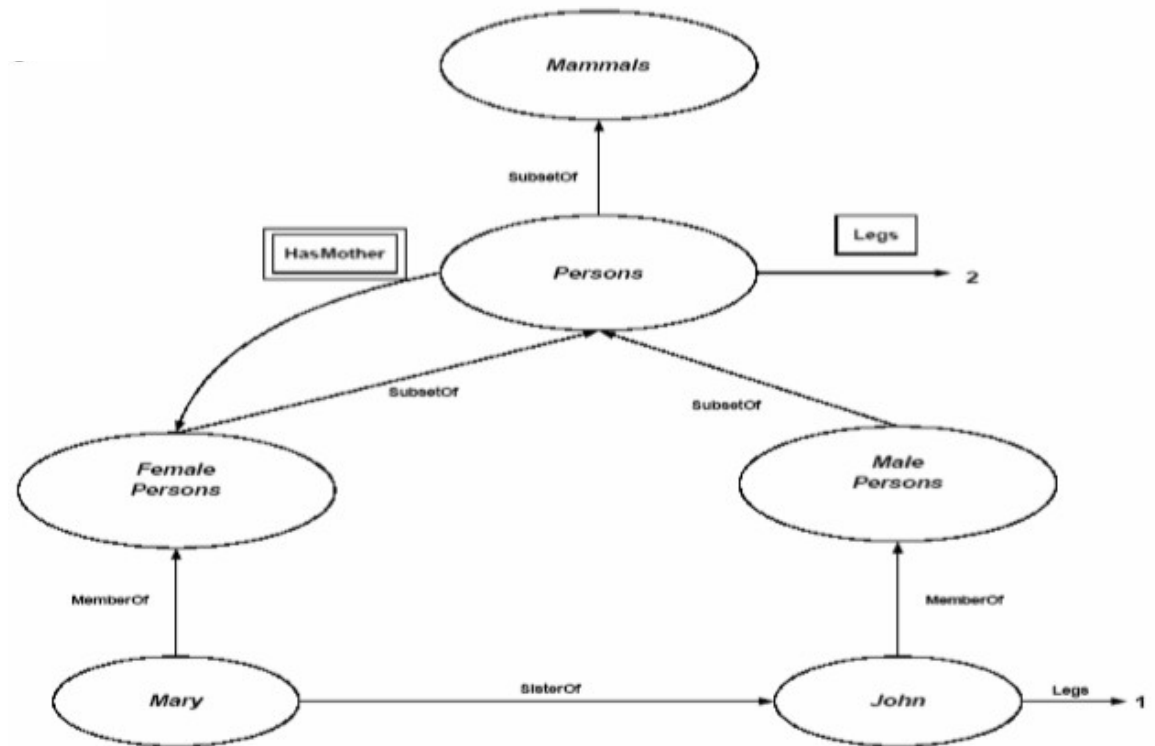 Mammals
SubsetOf
HasMother
Legs
Persons
2
SubsetOf
SubsetOf
Female
Persons
Male
Persons
MemberOf
MemberOf
Mary
SisterOf
John
Legs
1